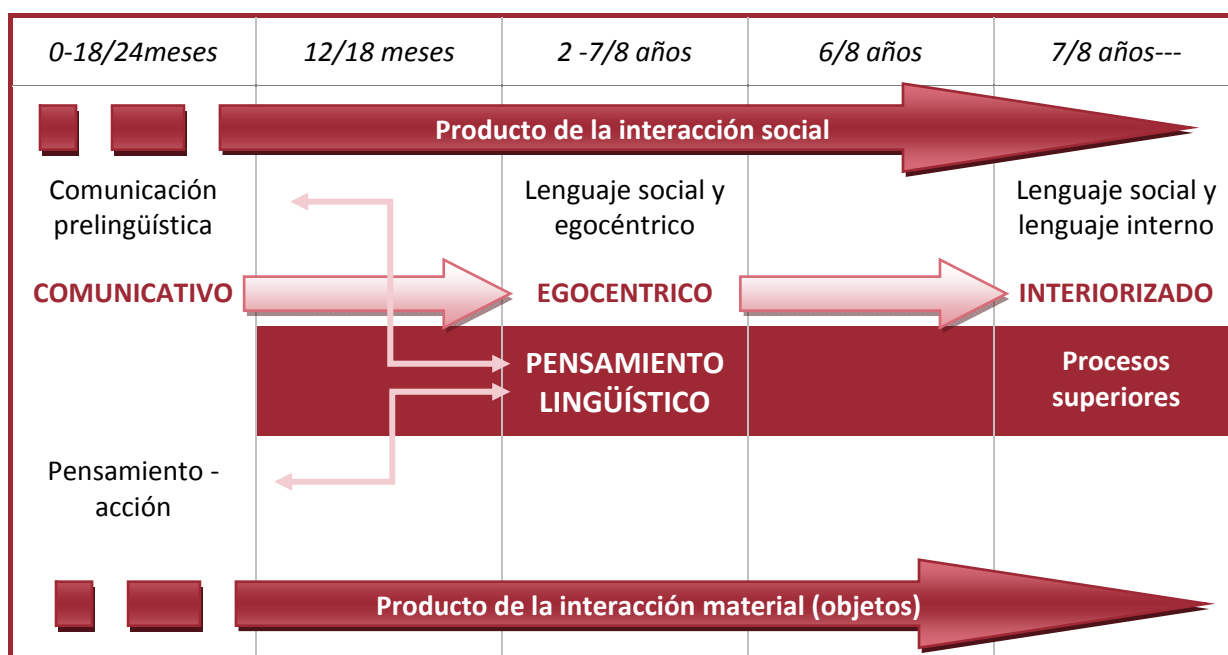 0-18/24meses
12/18 meses
2 -7/8 años
6/8 años
7/8 años---
Producto de la interacción social
Comunicación
prelingüística
Lenguaje social y
egocéntrico
Lenguaje social y
lenguaje interno
COMUNICATIVO
EGOCENTRICO
INTERIORIZADO
PENSAMIENTO
LINGÜÍSTICO
Procesos
superiores
Pensamiento -
acción
Producto de la interacción material (objetos)